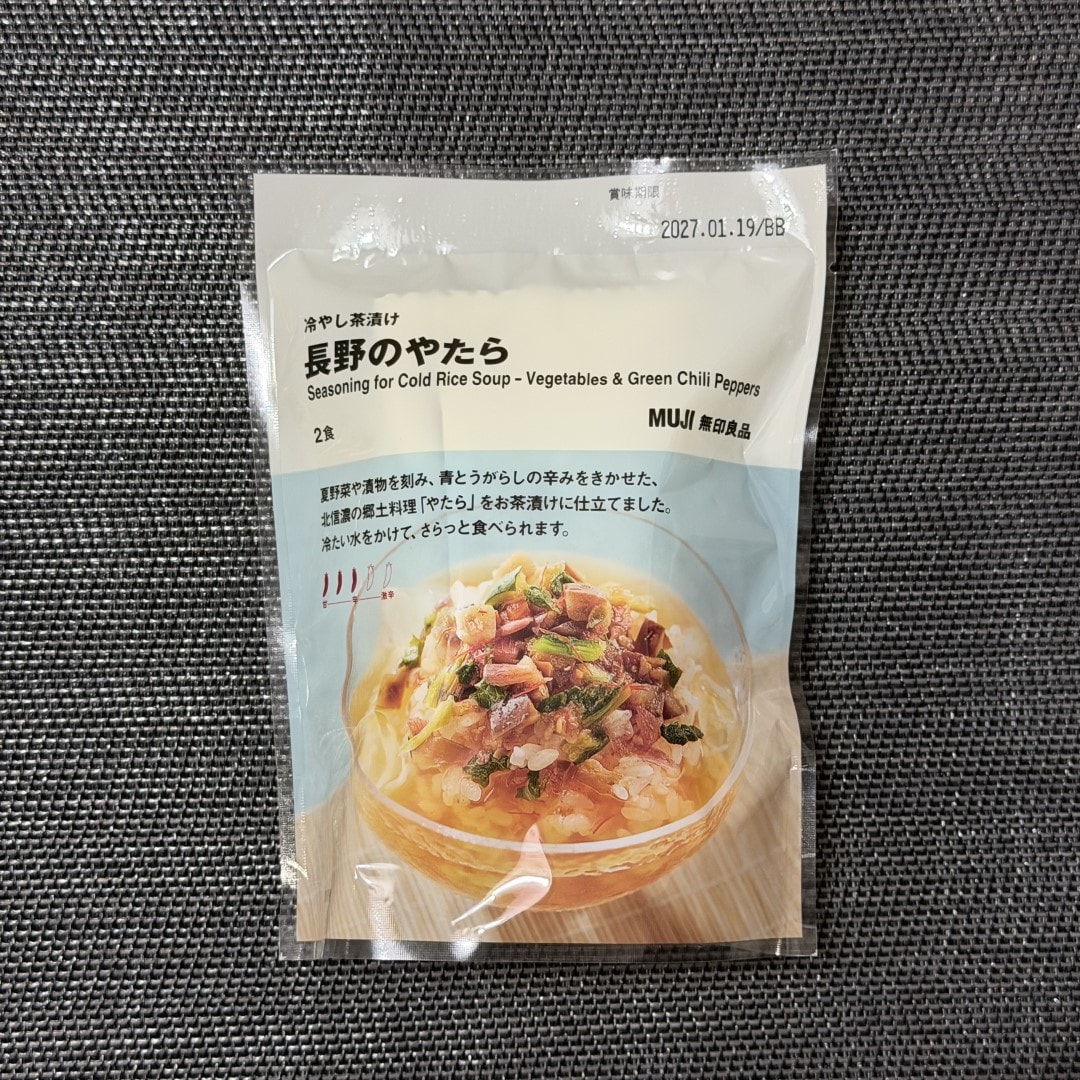 賞味期限
2027.01.19/BB
冷やし茶漬け
長野のやたら
Seasoning for Cold Rice Soup – Vegetables & Green Chili Peppers
2食
MUJI 無印良品
夏野菜や漬物を刻み、青とうがらしの辛みをきかせた、
北信濃の郷土料理「やたら」をお茶漬けに仕立てました。
冷たい水をかけて、さらっと食べられます。
甘 辛 激辛